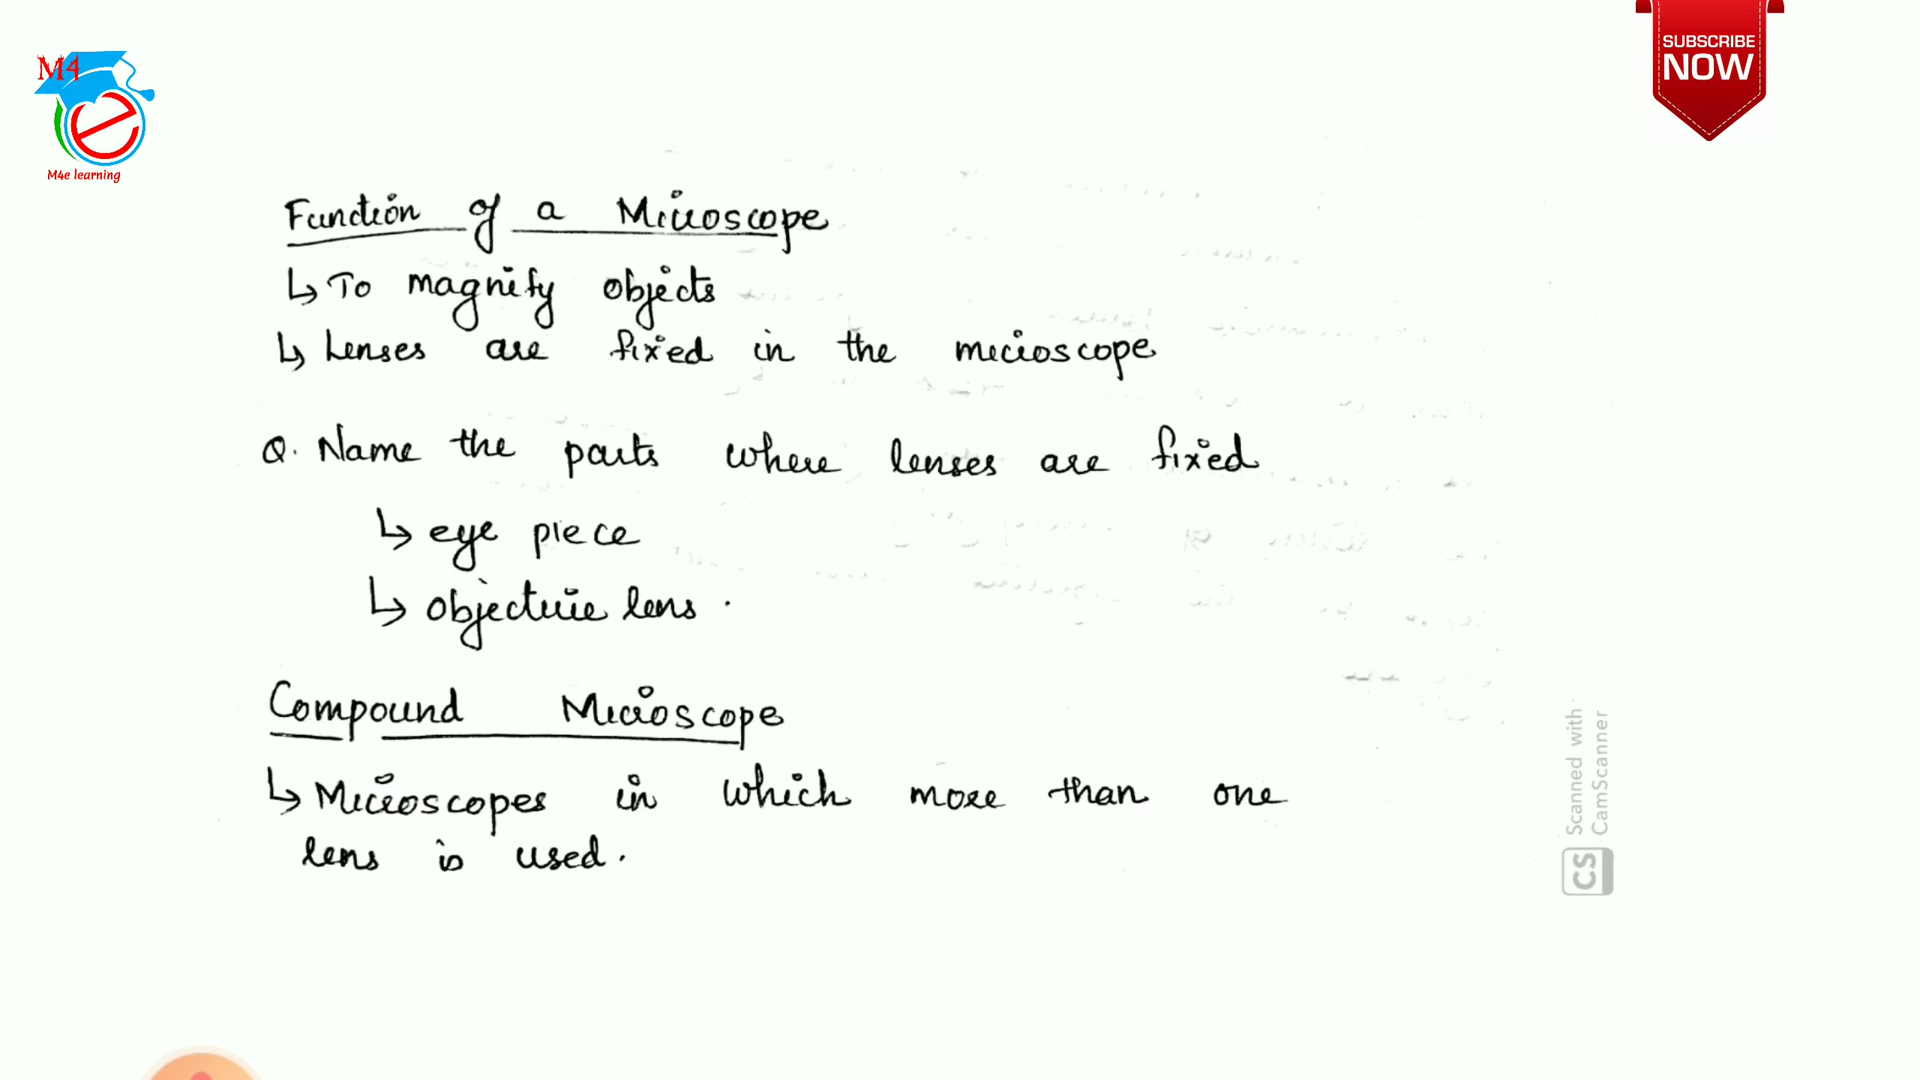 M4
M4e learning
SUBSCRIBE
NOW
Function of a Microscope
↳ To magnify objects
↳ Lenses are fixed in the microscope
Q. Name the parts where lenses are fixed
↳ eye piece
↳ objective lens.
Compound Microscope
↳ Microscopes in which more than one
lens is used.
Scanned with
CamScanner
CS